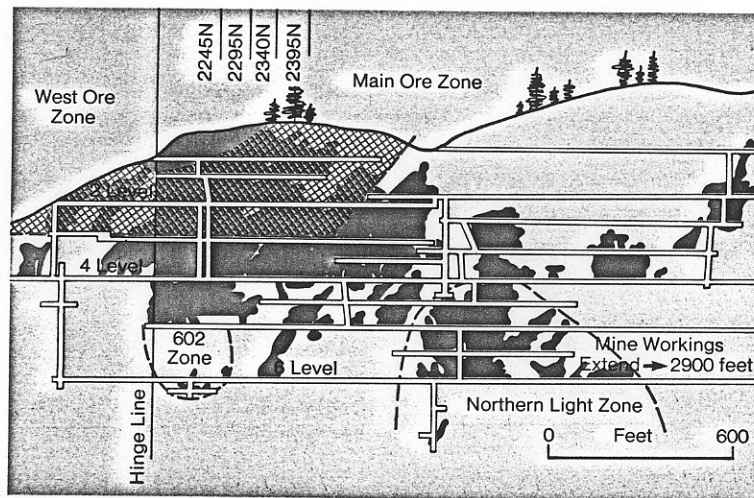 2245N
2295N
2340N
2395N
West Ore
Zone
Main Ore Zone
2 Level
4 Level
602
Zone
6 Level
Mine Workings
Extend → 2900 feet
Northern Light Zone
0 Feet 600
Hinge Line